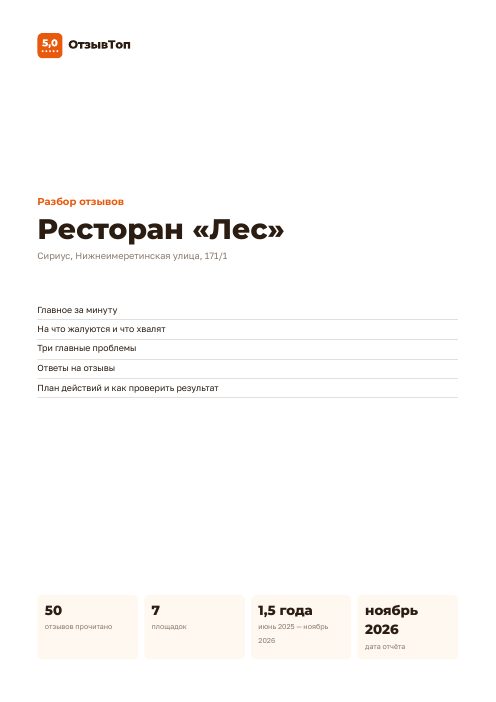 5,0
ОтзывТоп
Разбор отзывов
Ресторан «Лес»
Сириус, Нижнеимеретинская улица, 171/1
Главное за минуту
На что жалуются и что хвалят
Три главные проблемы
Ответы на отзывы
План действий и как проверить результат
50
отзывов прочитано
7
площадок
1,5 года
июнь 2025 — ноябрь
2026
ноябрь
2026
дата отчёта